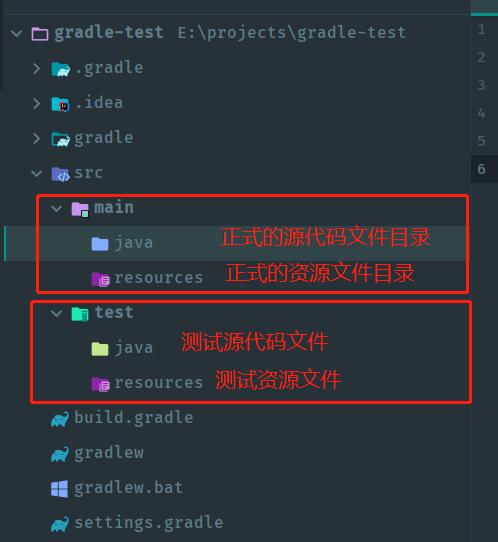 gradle-test E:\projects\gradle-test
.gradle
.idea
gradle
src
main
java 正式的源代码文件目录
resources 正式的资源文件目录
test
java 测试源代码文件
resources 测试资源文件
build.gradle
gradlew
gradlew.bat
settings.gradle
1
2
3
4
5
6